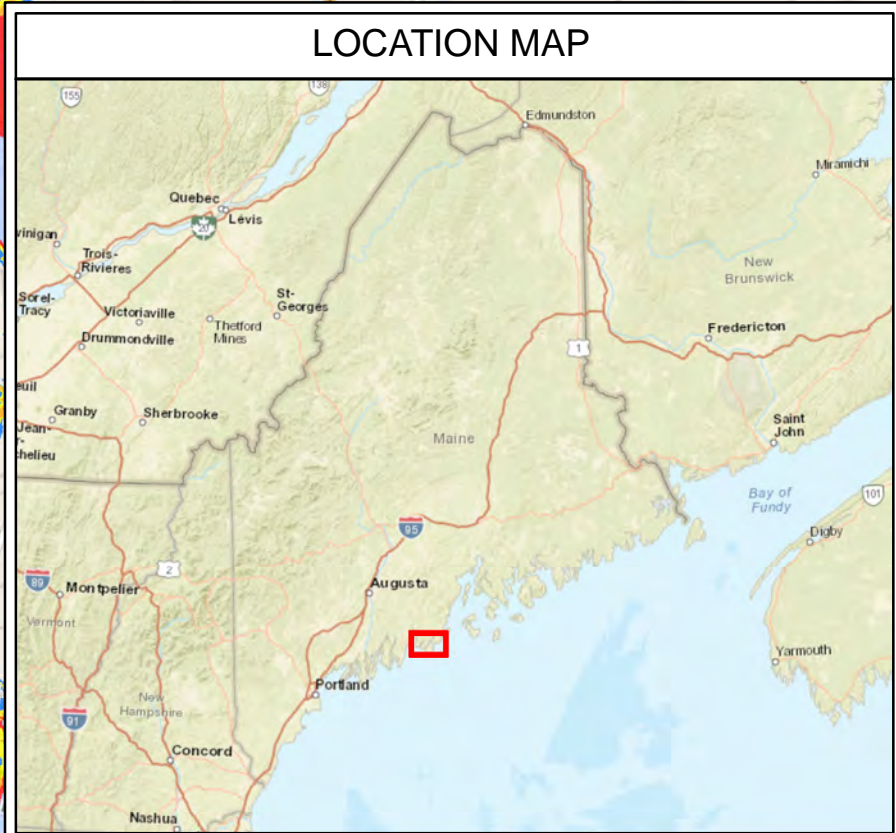 LOCATION MAP
155
138
Edmundston
Miramichi
Quebec
Lévis
20
vinigan
Trois-
Rivieres
New
Brunswick
Sorel-
Tracy
Victoriaville
St-
Georges
Thetford
Mines
Fredericton
Drummondville
1
euil
Granby
Sherbrooke
Saint
John
Jean-
r-
chelieu
Maine
Bay of
Fundy
101
95
Digby
2
89
Montpelier
Augusta
Vermont
Yarmouth
Portland
New
Hampshire
91
Concord
Nashua